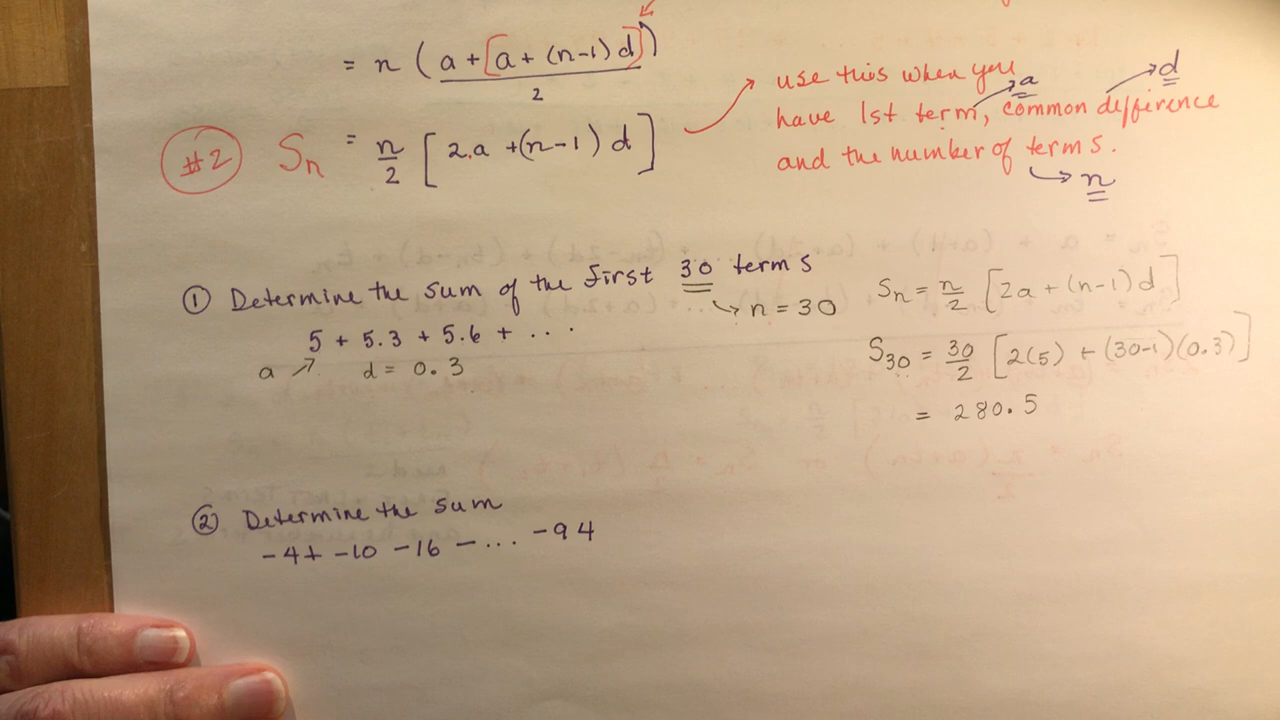 = n (a + [a + (n-1) d])
2
#2 Sn = n/2 [2.a + (n-1) d]
use this when you
have 1st term, common defference
and the number of terms.
a
d
n
① Determine the sum of the first 30 terms
n = 30
5 + 5.3 + 5.6 + ...
a d = 0.3
Sn = n/2 [2a + (n-1) d]
S30 = 30/2 [2(5) + (30-1)(0.3)]
= 280.5
② Determine the sum
-4 + -10 -16 - ... -94